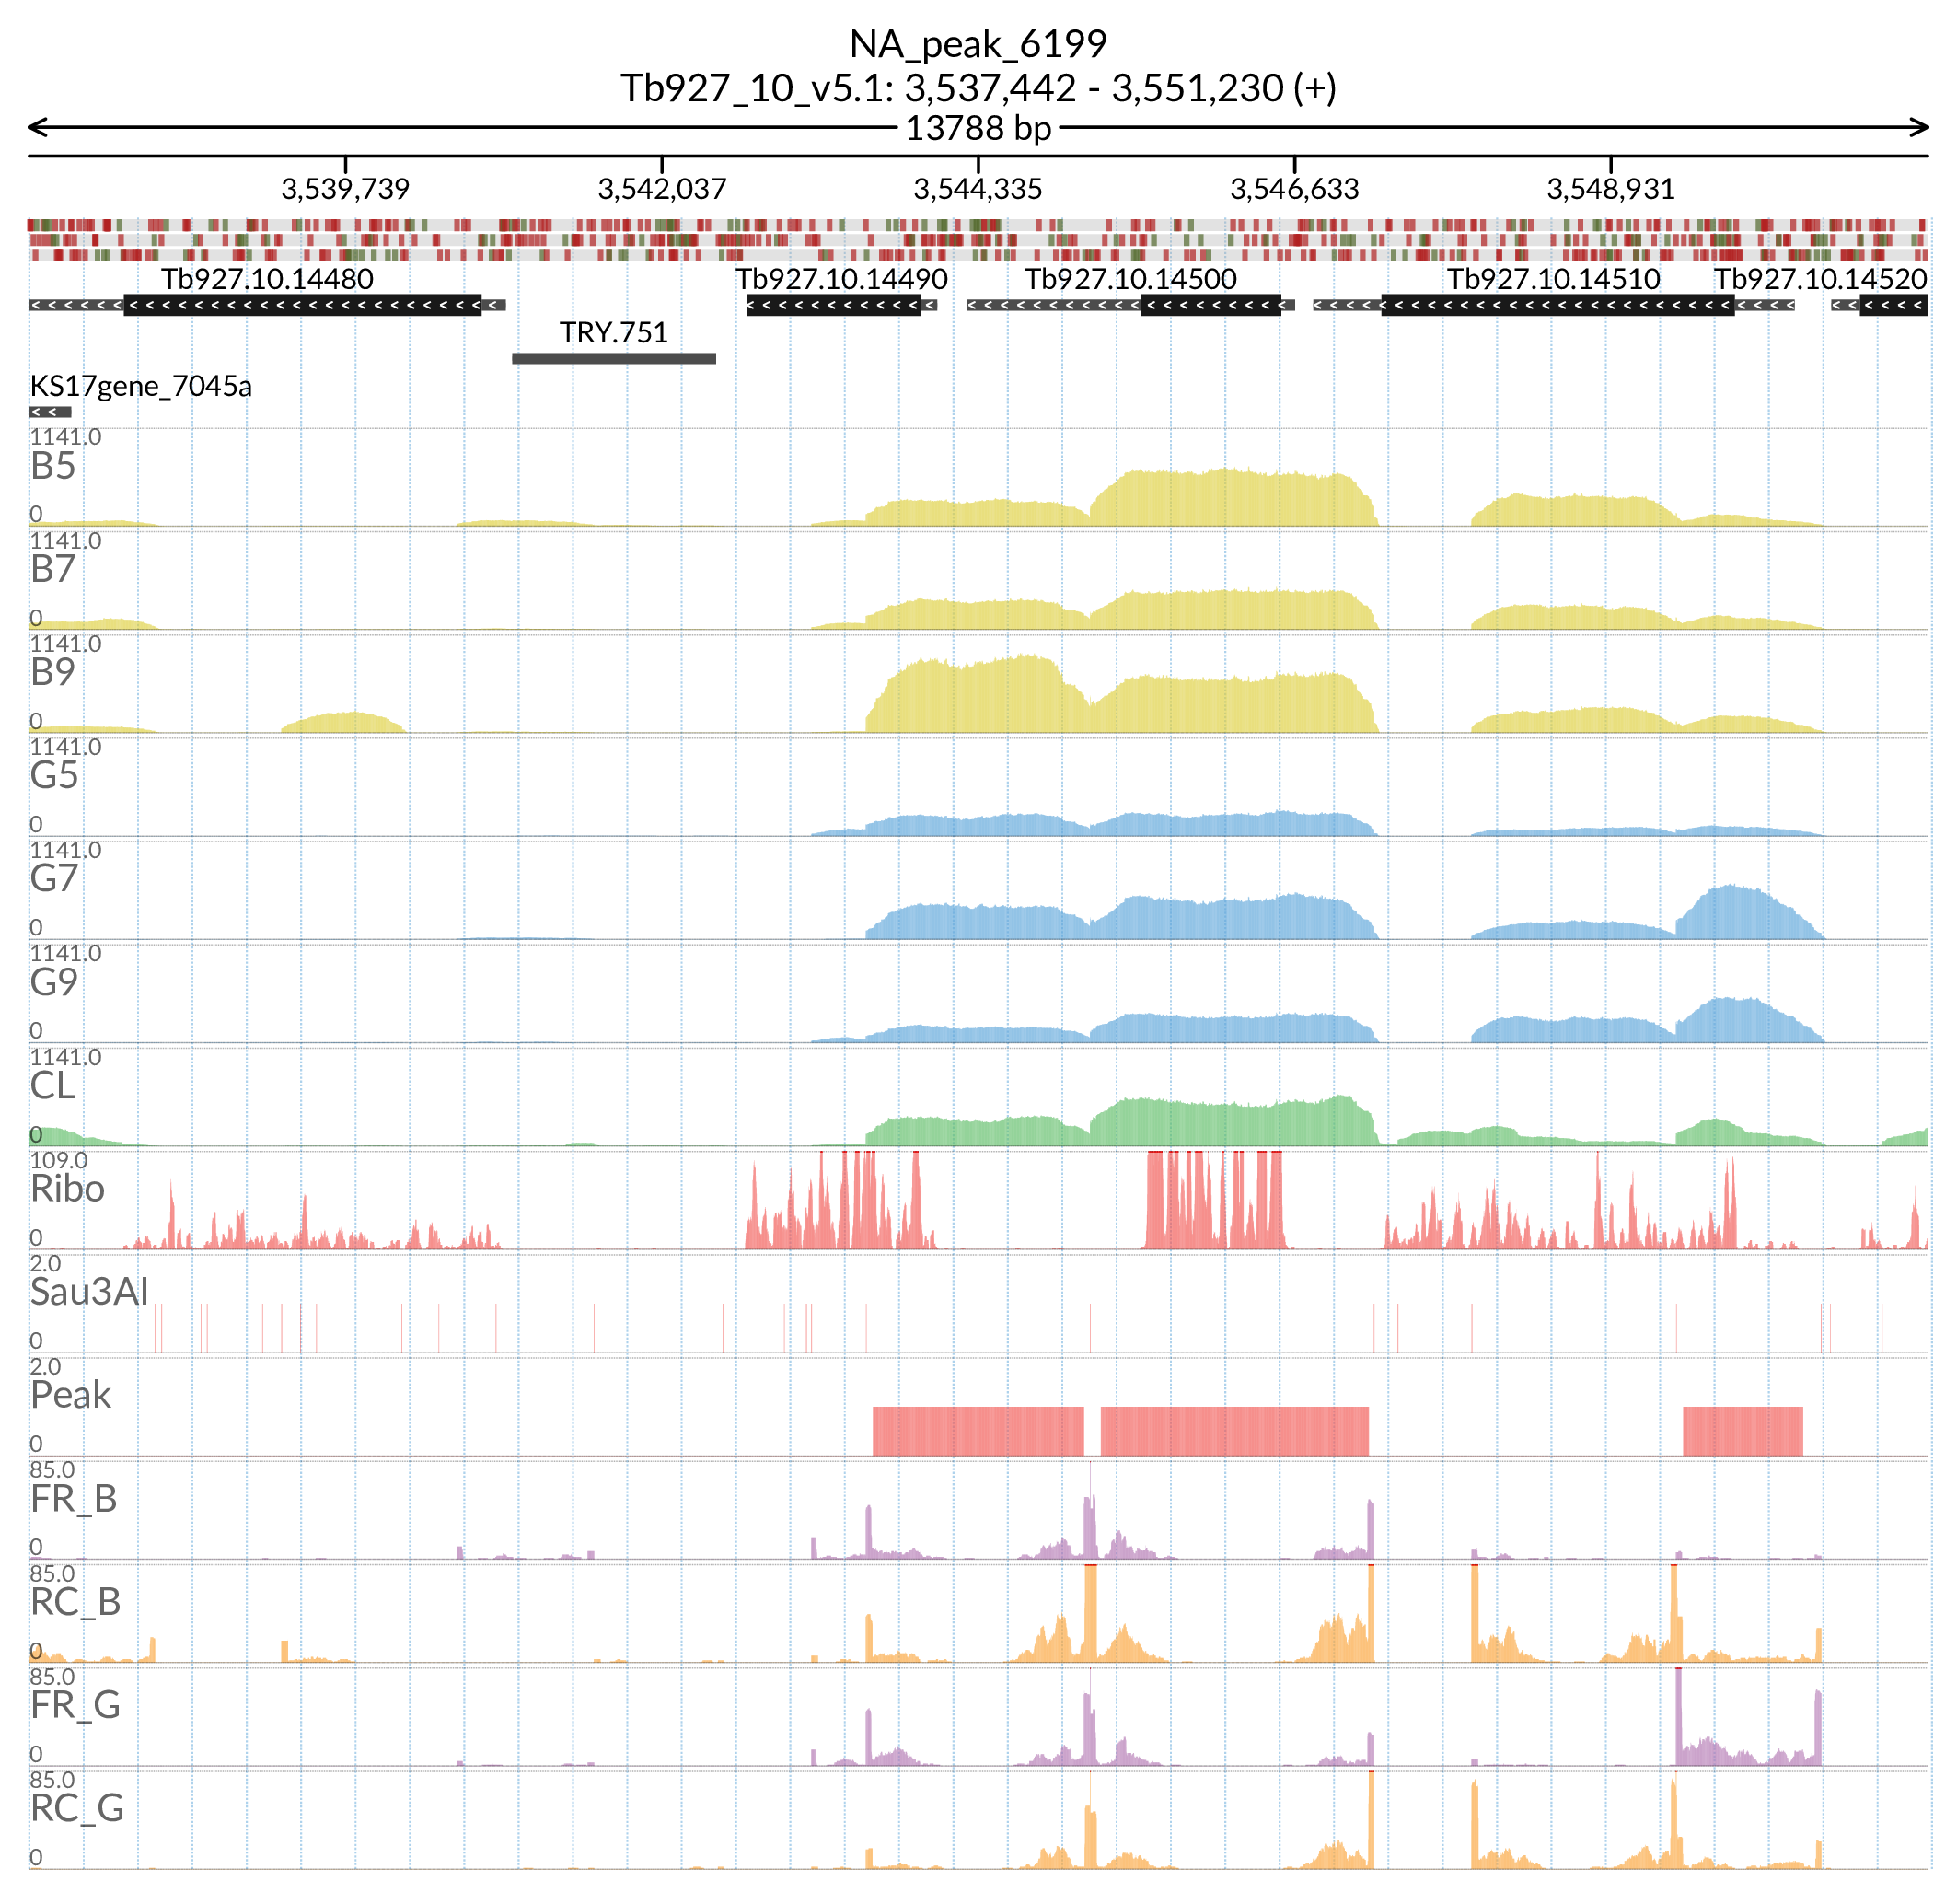 NA_peak_6199
Tb927_10_v5.1: 3,537,442 - 3,551,230 (+)
13788 bp
3,539,739 3,542,037 3,544,335 3,546,633 3,548,931
Tb927.10.14480 Tb927.10.14490 Tb927.10.14500 Tb927.10.14510 Tb927.10.14520
TRY.751
KS17gene_7045a
1141.0
B5
0
1141.0
B7
0
1141.0
B9
0
1141.0
G5
0
1141.0
G7
0
1141.0
G9
0
1141.0
CL
0
109.0
Ribo
0
2.0
Sau3AI
0
2.0
Peak
0
85.0
FR_B
0
85.0
RC_B
0
85.0
FR_G
0
85.0
RC_G
0